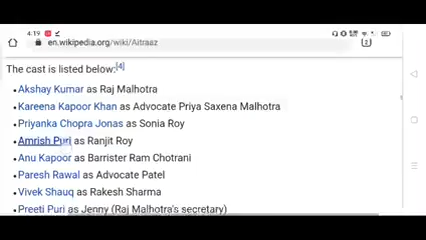 4:19
en.wikipedia.org/wiki/Aitraaz
2
The cast is listed below:[4]
• Akshay Kumar as Raj Malhotra
• Kareena Kapoor Khan as Advocate Priya Saxena Malhotra
• Priyanka Chopra Jonas as Sonia Roy
• Amrish Puri as Ranjit Roy
• Anu Kapoor as Barrister Ram Chotrani
• Paresh Rawal as Advocate Patel
• Vivek Shauq as Rakesh Sharma
• Preeti Puri as Jenny (Raj Malhotra's secretary)